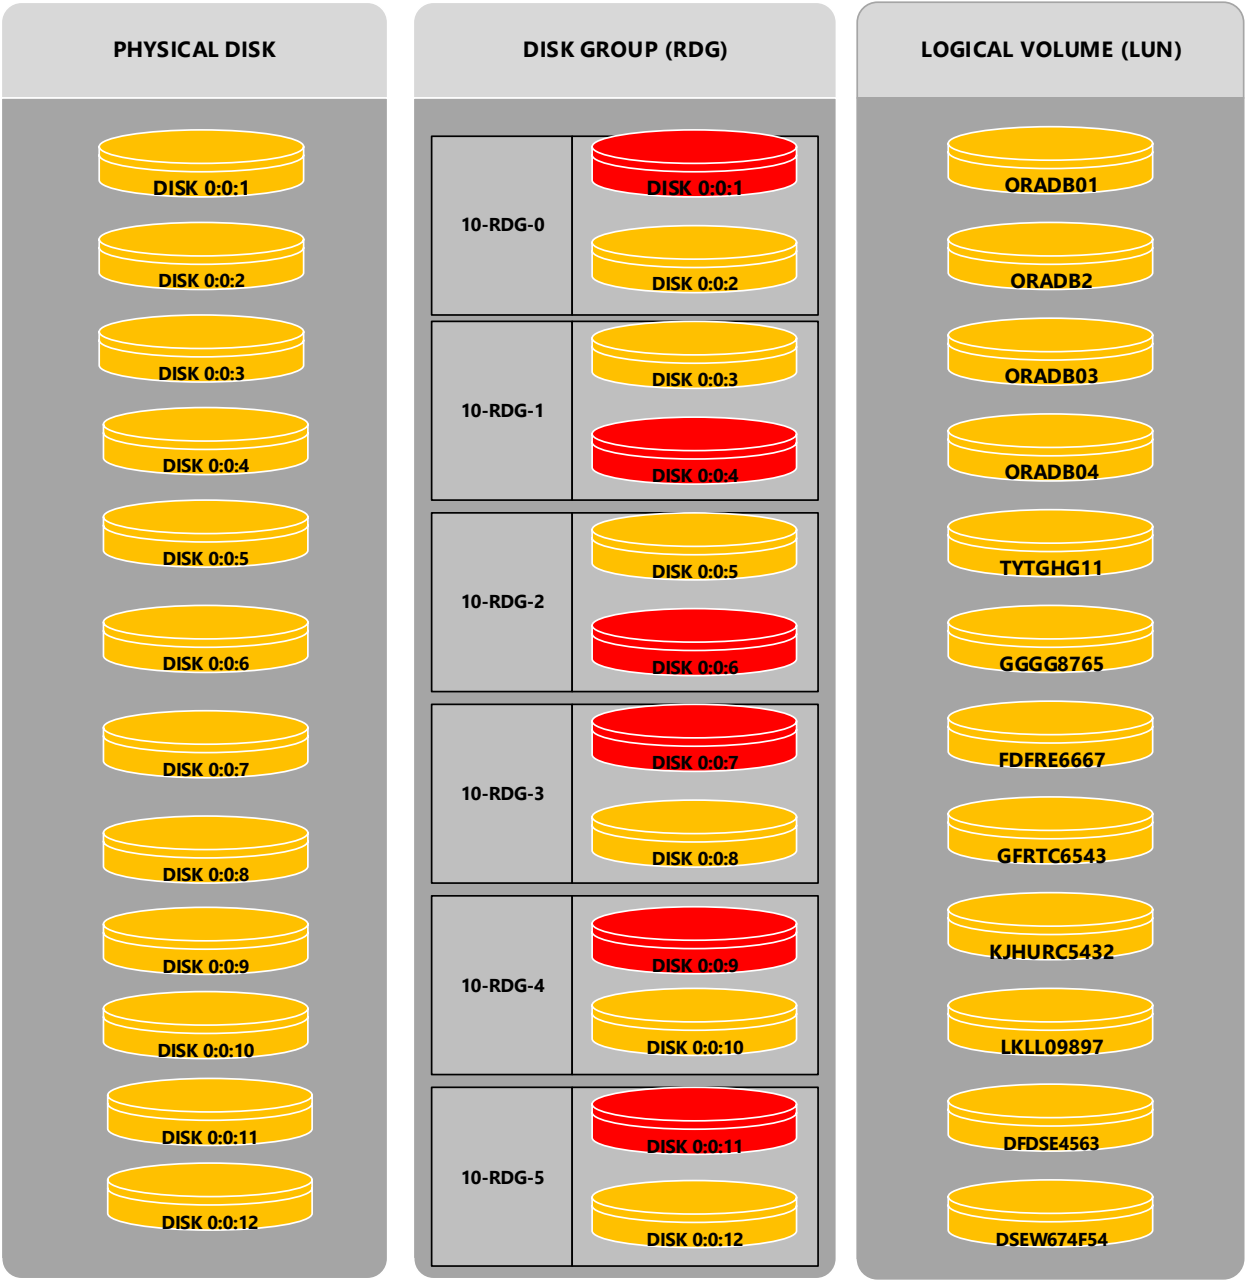 PHYSICAL DISK
DISK 0:0:1
DISK 0:0:2
DISK 0:0:3
DISK 0:0:4
DISK 0:0:5
DISK 0:0:6
DISK 0:0:7
DISK 0:0:8
DISK 0:0:9
DISK 0:0:10
DISK 0:0:11
DISK 0:0:12
DISK GROUP (RDG)
10-RDG-0
DISK 0:0:1
DISK 0:0:2
10-RDG-1
DISK 0:0:3
DISK 0:0:4
10-RDG-2
DISK 0:0:5
DISK 0:0:6
10-RDG-3
DISK 0:0:7
DISK 0:0:8
10-RDG-4
DISK 0:0:9
DISK 0:0:10
10-RDG-5
DISK 0:0:11
DISK 0:0:12
LOGICAL VOLUME (LUN)
ORADB01
ORADB2
ORADB03
ORADB04
TYTGHG11
GGGG8765
FDFRE6667
GFRTC6543
KJHURC5432
LKLL09897
DFDSE4563
DSEW674F54